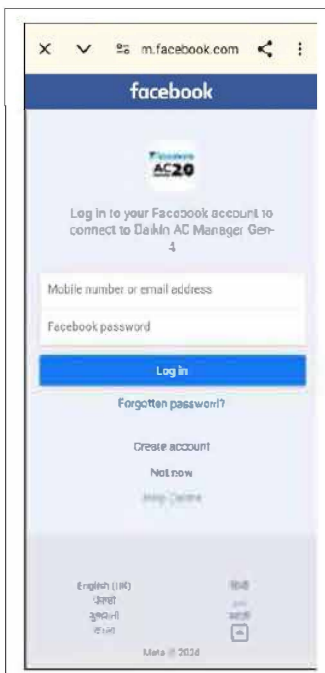 m.facebook.com
facebook
AC20
Log in to your Facebook account to
connect to Daikin AC Manager Gen-
4
Mobile number or email address
Facebook password
Log in
Forgotten password?
Create account
Not now
Help Centre
English (UK)
ਪੰਜਾਬੀ
ગુજરાતી
বাংলা
हिन्दी
मराठी
Meta © 2024